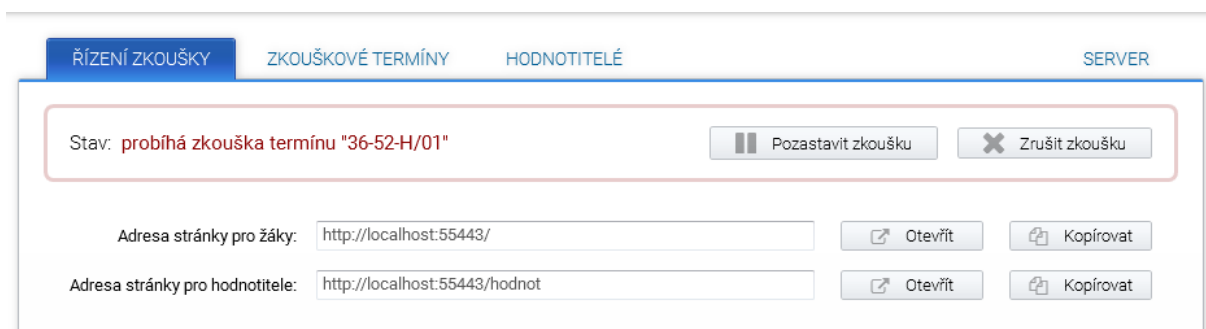 ŘÍZENÍ ZKOUŠKY ZKOUŠKOVÉ TERMÍNY HODNOTITELÉ SERVER
Stav: probíhá zkouška termínu "36-52-H/01" Pozastavit zkoušku Zrušit zkoušku
Adresa stránky pro žáky: http://localhost:55443/ Otevřít Kopírovat
Adresa stránky pro hodnotitele: http://localhost:55443/hodnot Otevřít Kopírovat